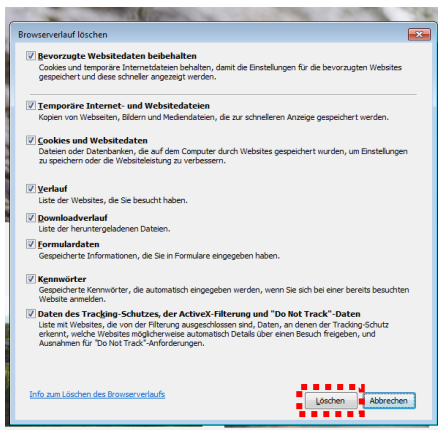 Browserverlauf löschen
Bevorzugte Websitedaten beibehalten
Cookies und temporäre Internetdateien behalten, damit die Einstellungen für die bevorzugten Websites
gespeichert und diese schneller angezeigt werden.
Temporäre Internet- und Websitedateien
Kopien von Webseiten, Bildern und Mediendateien, die zur schnelleren Anzeige gespeichert werden.
Cookies und Websitedaten
Dateien oder Datenbanken, die auf dem Computer durch Websites gespeichert wurden, um Einstellungen
zu speichern oder die Websiteleistung zu verbessern.
Verlauf
Liste der Websites, die Sie besucht haben.
Downloadverlauf
Liste der heruntergeladenen Dateien.
Formulardaten
Gespeicherte Informationen, die Sie in Formulare eingegeben haben.
Kennwörter
Gespeicherte Kennwörter, die automatisch eingegeben werden, wenn Sie sich bei einer bereits besuchten
Website anmelden.
Daten des Tracking-Schutzes, der ActiveX-Filterung und "Do Not Track"-Daten
Liste mit Websites, die von der Filterung ausgeschlossen sind, Daten, an denen der Tracking-Schutz
erkennt, welche Websites möglicherweise automatisch Details über einen Besuch freigeben, und
Ausnahmen für "Do Not Track"-Anforderungen.
Info zum Löschen des Browserverlaufs
Löschen
Abbrechen